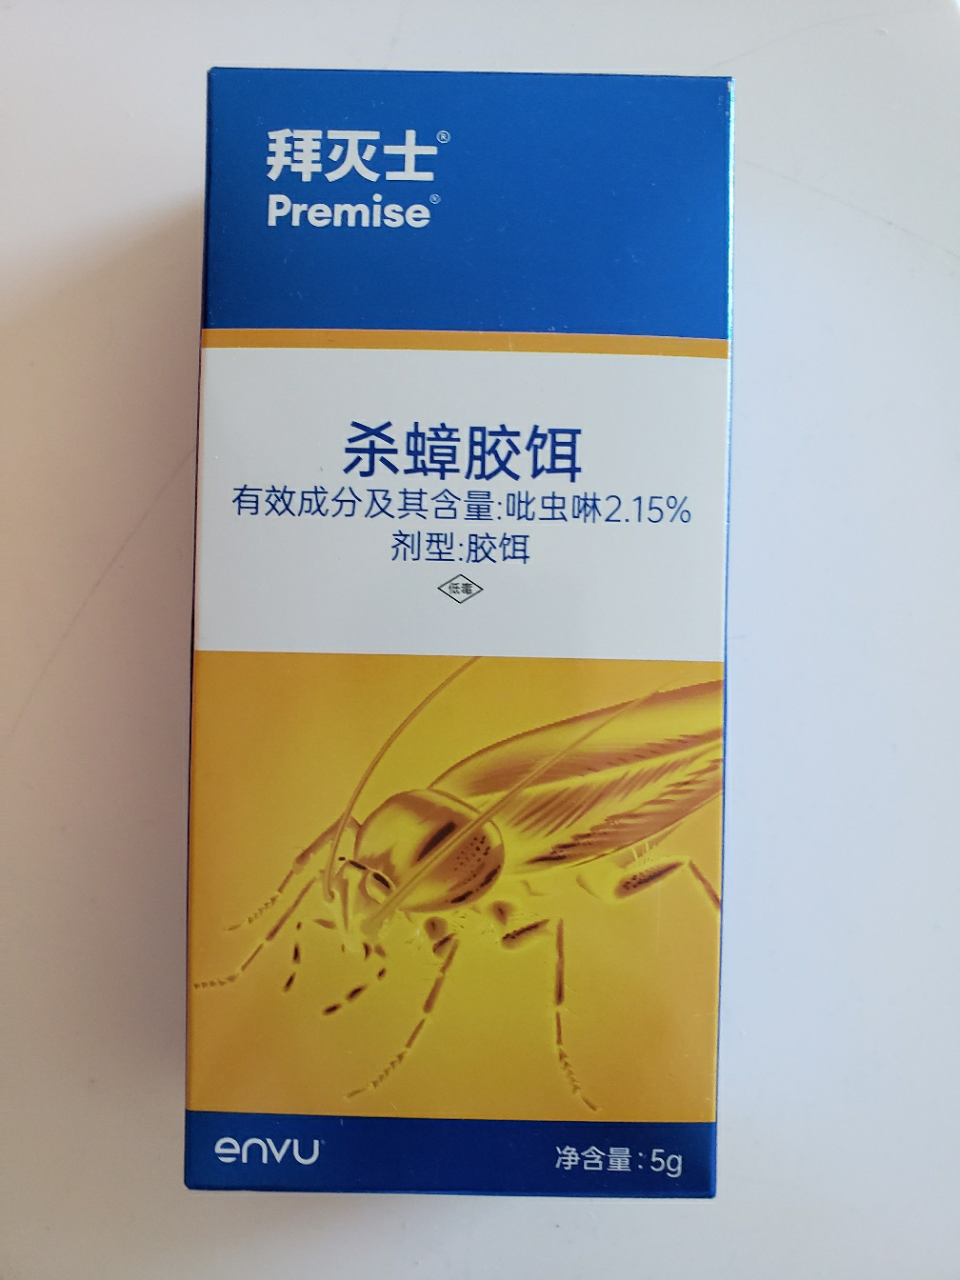 拜灭士®
Premise®
杀蟑胶饵
有效成分及其含量:吡虫啉2.15%
剂型:胶饵
低毒
envu
净含量:5g